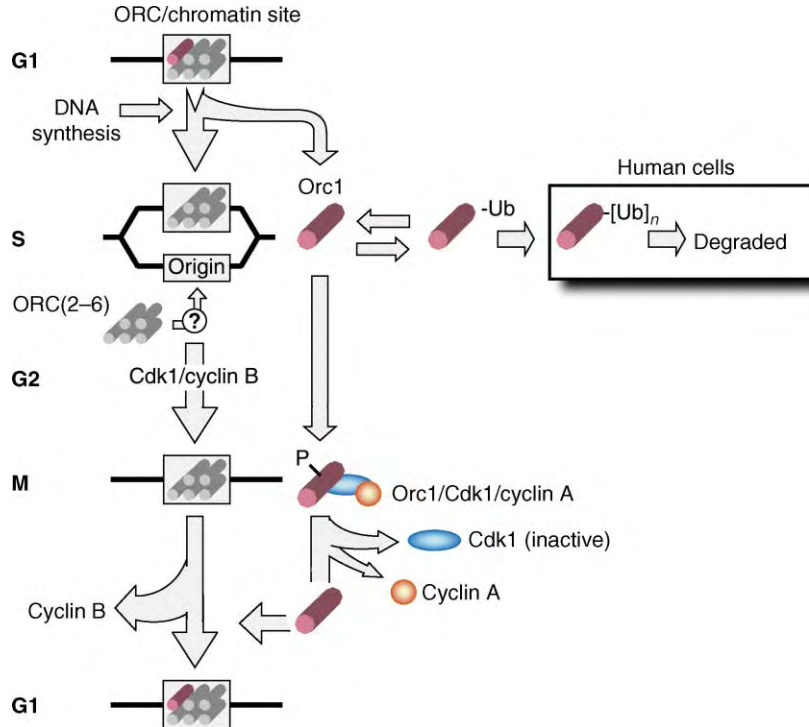 ORC/chromatin site
G1
DNA
synthesis
Orc1
Human cells
-Ub
-[Ub]n
Degraded
S
Origin
ORC(2–6)
?
G2
Cdk1/cyclin B
P
M
Orc1/Cdk1/cyclin A
Cdk1 (inactive)
Cyclin A
Cyclin B
G1